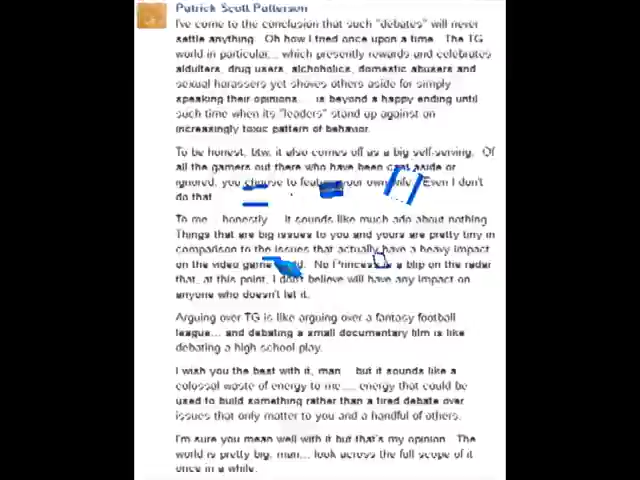 Patrick Scott Patterson
I've come to the conclusion that such "debates" will never
settle anything. Oh how I tried once upon a time. The TG
world in particular... which presently rewards and celebrates
aldulters, drug users, alchoholics, domestic abusers and
sexual harassers yet shoves others aside for simply
speaking their opinions... is beyond a happy ending until
such time when its "leaders" stand up against an
increasingly toxic pattern of behavior.
To be honest, btw, it also comes off as a big self-serving. Of
all the gamers out there who have been cast aside or
ignored, you choose to feature your own wife. Even I don't
do that
To me honestly it sounds like much ado about nothing.
Things that are big issues to you and yours are pretty tiny in
comparison to the issues that actually have a heavy impact
on the video game world. No Princess is a blip on the radar
that, at this point, I don't believe will have any impact on
anyone who doesn't let it.
Arguing over TG is like arguing over a fantasy football
league... and debating a small documentary film is like
debating a high school play.
I wish you the best with it, man but it sounds like a
colossal waste of energy to me.... energy that could be
used to build something rather than a tired debate over
issues that only matter to you and a handful of others.
I'm sure you mean well with it but that's my opinion. The
world is pretty big, man... look across the full scope of it
once in a while.